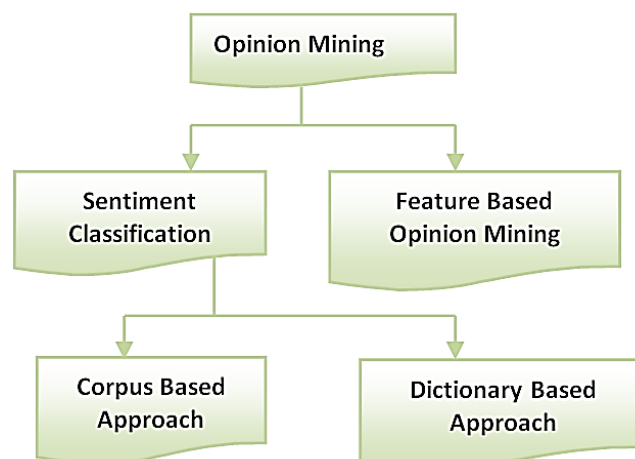 Opinion Mining
Sentiment
Classification
Feature Based
Opinion Mining
Corpus Based
Approach
Dictionary Based
Approach